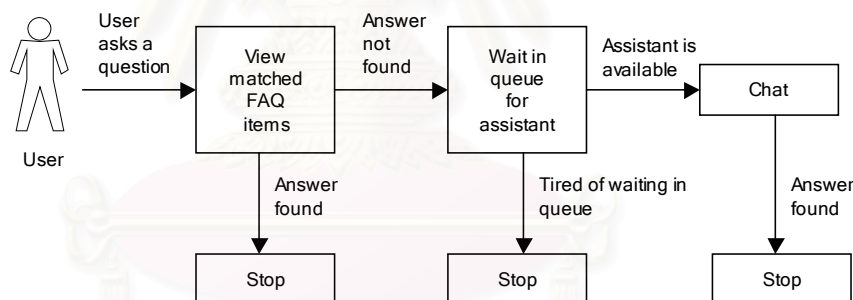 User
asks a
question
User
View
matched
FAQ
items
Answer
not
found
Wait in
queue
for
assistant
Assistant is
available
Chat
Answer
found
Tired of waiting in
queue
Answer
found
Stop
Stop
Stop